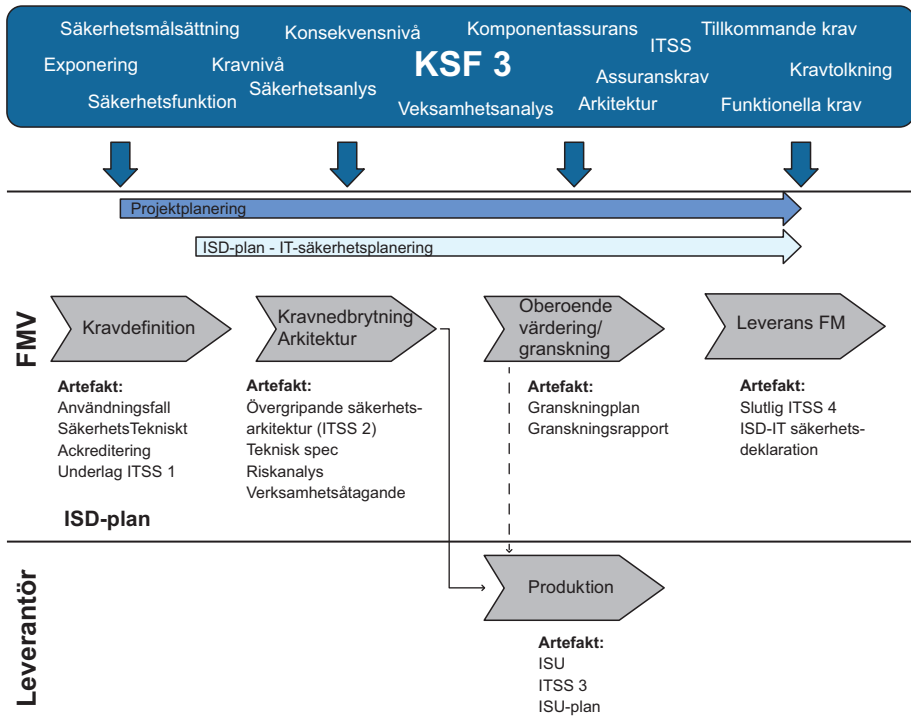 Säkerhetsmålsättning
Konsekvensnivå
Komponentassurans
Tillkommande krav
ITSS
Exponering
Kravnivå
KSF 3
Assuranskrav
Kravtolkning
Säkerhetsfunktion
Säkerhetsanlys
Veksamhetsanalys
Arkitektur
Funktionella krav
Projektplanering
ISD-plan - IT-säkerhetsplanering
FMV
Kravdefinition
Kravnedbrytning
Arkitektur
Oberoende
värdering/
granskning
Leverans FM
Artefakt:
Användningsfall
SäkerhetsTekniskt
Ackreditering
Underlag ITSS 1
Artefakt:
Övergripande säkerhets-
arkitektur (ITSS 2)
Teknisk spec
Riskanalys
Verksamhetsåtagande
Artefakt:
Granskningplan
Granskningsrapport
Artefakt:
Slutlig ITSS 4
ISD-IT säkerhets-
deklaration
ISD-plan
Leverantör
Produktion
Artefakt:
ISU
ITSS 3
ISU-plan